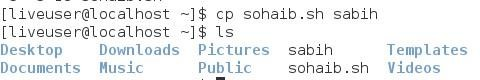 [liveuser@localhost ~]$ cp sohaib.sh sabih
[liveuser@localhost ~]$ ls
Desktop Downloads Pictures sabih Templates
Documents Music Public sohaib.sh Videos